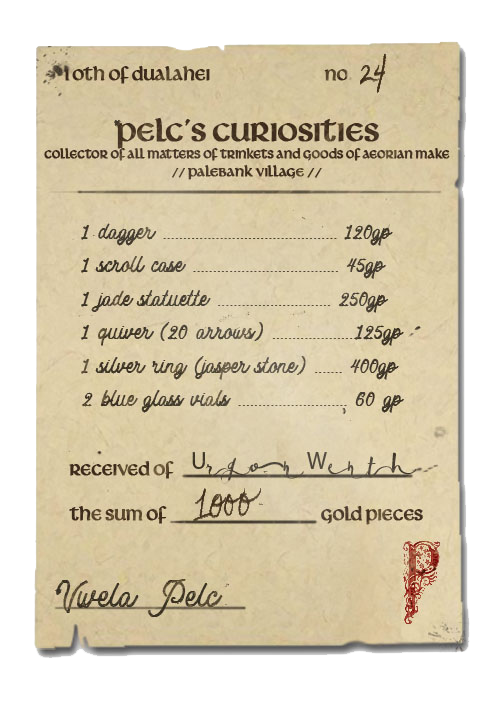 10th of dualahei no. 24
pelc's curiosities
collector of all matters of trinkets and goods of aeorian make
// palebank village //
1 dagger 120gp
1 scroll case 45gp
1 jade statuette 250gp
1 quiver (20 arrows) 125gp
1 silver ring (jasper stone) 400gp
2 blue glass vials 60 gp
received of Urgon Wenth
the sum of 1000 gold pieces
Vwela Pelc
P